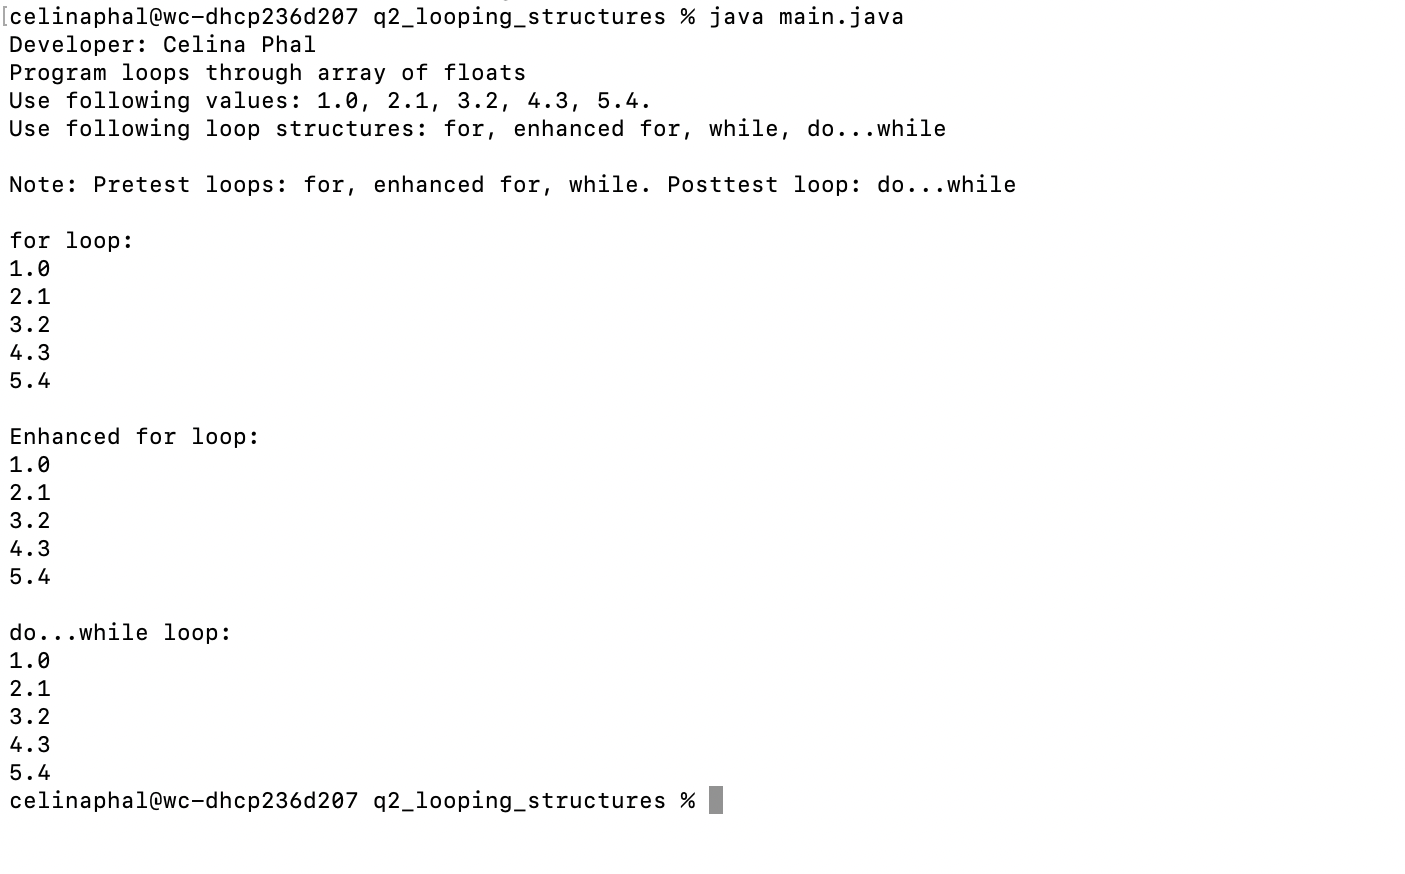 celinaphal@wc-dhcp236d207 q2_looping_structures % java main.java
Developer: Celina Phal
Program loops through array of floats
Use following values: 1.0, 2.1, 3.2, 4.3, 5.4.
Use following loop structures: for, enhanced for, while, do...while
Note: Pretest loops: for, enhanced for, while. Posttest loop: do...while
for loop:
1.0
2.1
3.2
4.3
5.4
Enhanced for loop:
1.0
2.1
3.2
4.3
5.4
do...while loop:
1.0
2.1
3.2
4.3
5.4
celinaphal@wc-dhcp236d207 q2_looping_structures %